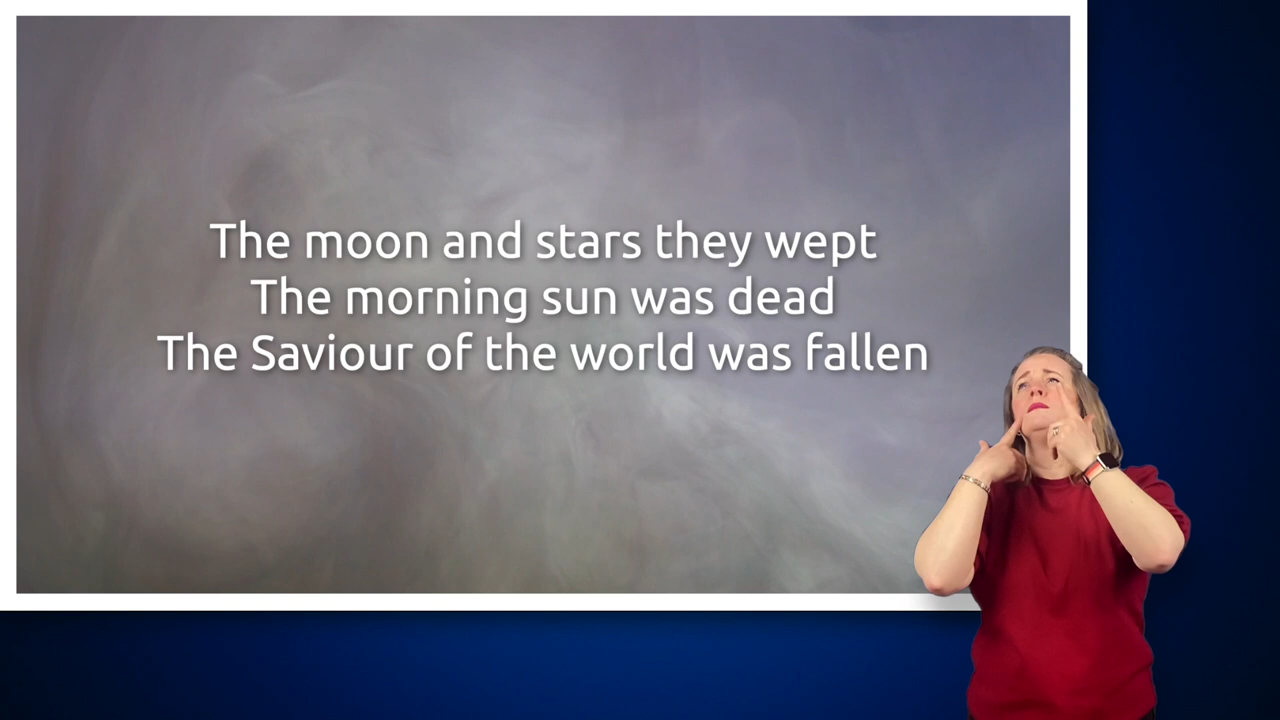 The moon and stars they wept
The morning sun was dead
The Saviour of the world was fallen